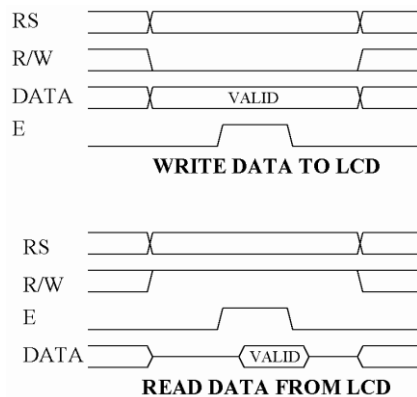 RS
R/W
DATA VALID
E
WRITE DATA TO LCD
RS
R/W
E
DATA VALID
READ DATA FROM LCD